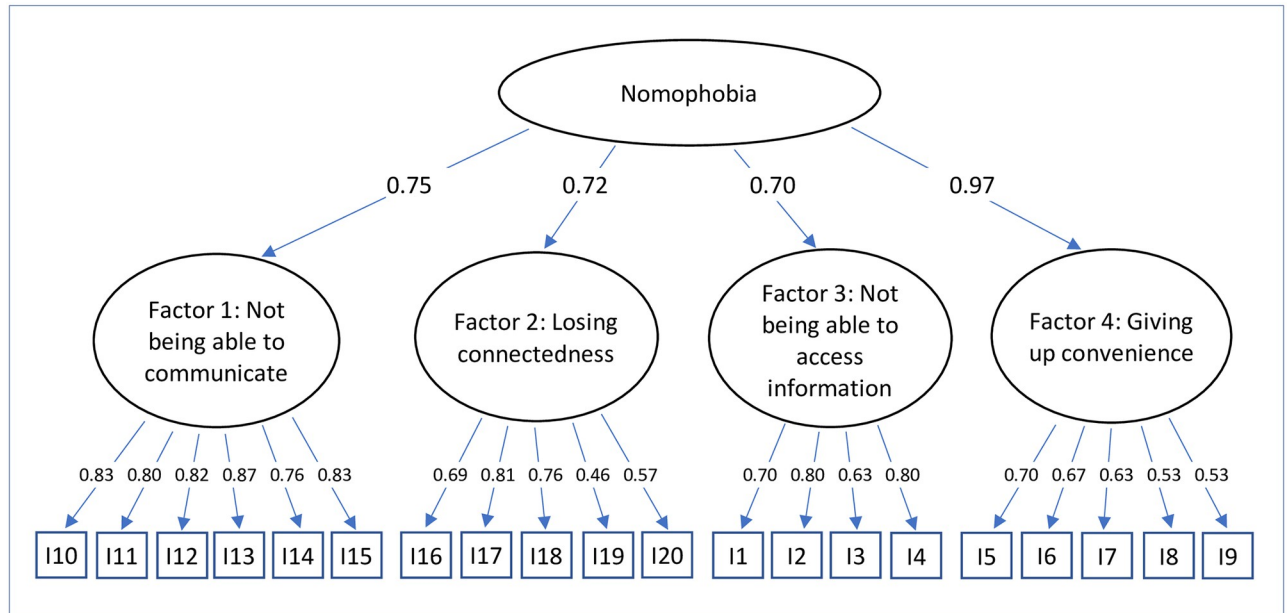 Nomophobia
0.75 0.72 0.70 0.97
Factor 1: Not
being able to
communicate
Factor 2: Losing
connectedness
Factor 3: Not
being able to
access
information
Factor 4: Giving
up convenience
0.83 0.80 0.82 0.87 0.76 0.83
0.69 0.81 0.76 0.46 0.57
0.70 0.80 0.63 0.80
0.70 0.67 0.63 0.53 0.53
I10 I11 I12 I13 I14 I15
I16 I17 I18 I19 I20
I1 I2 I3 I4
I5 I6 I7 I8 I9